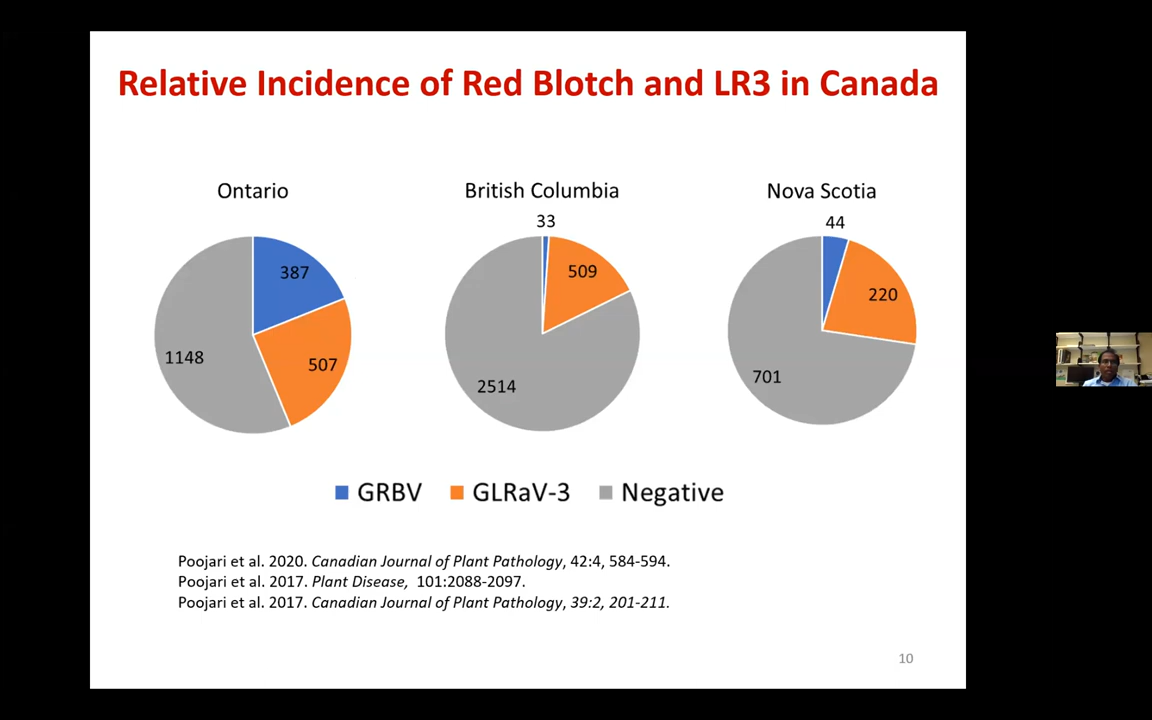 Relative Incidence of Red Blotch and LR3 in Canada
Ontario
British Columbia
Nova Scotia
33
44
387
509
220
507
1148
2514
701
GRBV
GLRaV-3
Negative
Poojari et al. 2020. Canadian Journal of Plant Pathology, 42:4, 584-594.
Poojari et al. 2017. Plant Disease, 101:2088-2097.
Poojari et al. 2017. Canadian Journal of Plant Pathology, 39:2, 201-211.
10